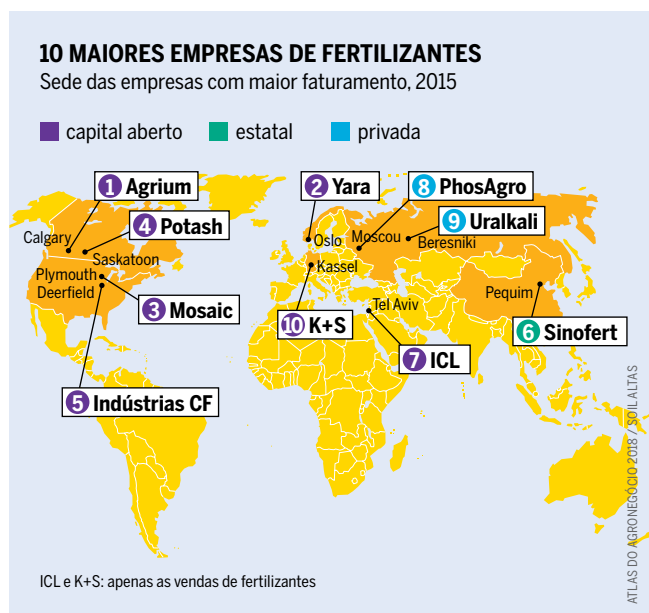 10 MAIORES EMPRESAS DE FERTILIZANTES
Sede das empresas com maior faturamento, 2015
capital aberto
estatal
privada
1 Agrium
2 Yara
8 PhosAgro
4 Potash
9 Uralkali
Calgary
Saskatoon
Oslo
Moscou
Beresniki
Plymouth
Deerfield
Kassel
3 Mosaic
Tel Aviv
Pequim
10 K+S
6 Sinofert
7 ICL
5 Indústrias CF
ICL e K+S: apenas as vendas de fertilizantes
ATLAS DO AGRONEGÓCIO 2018 / SOILALTAS